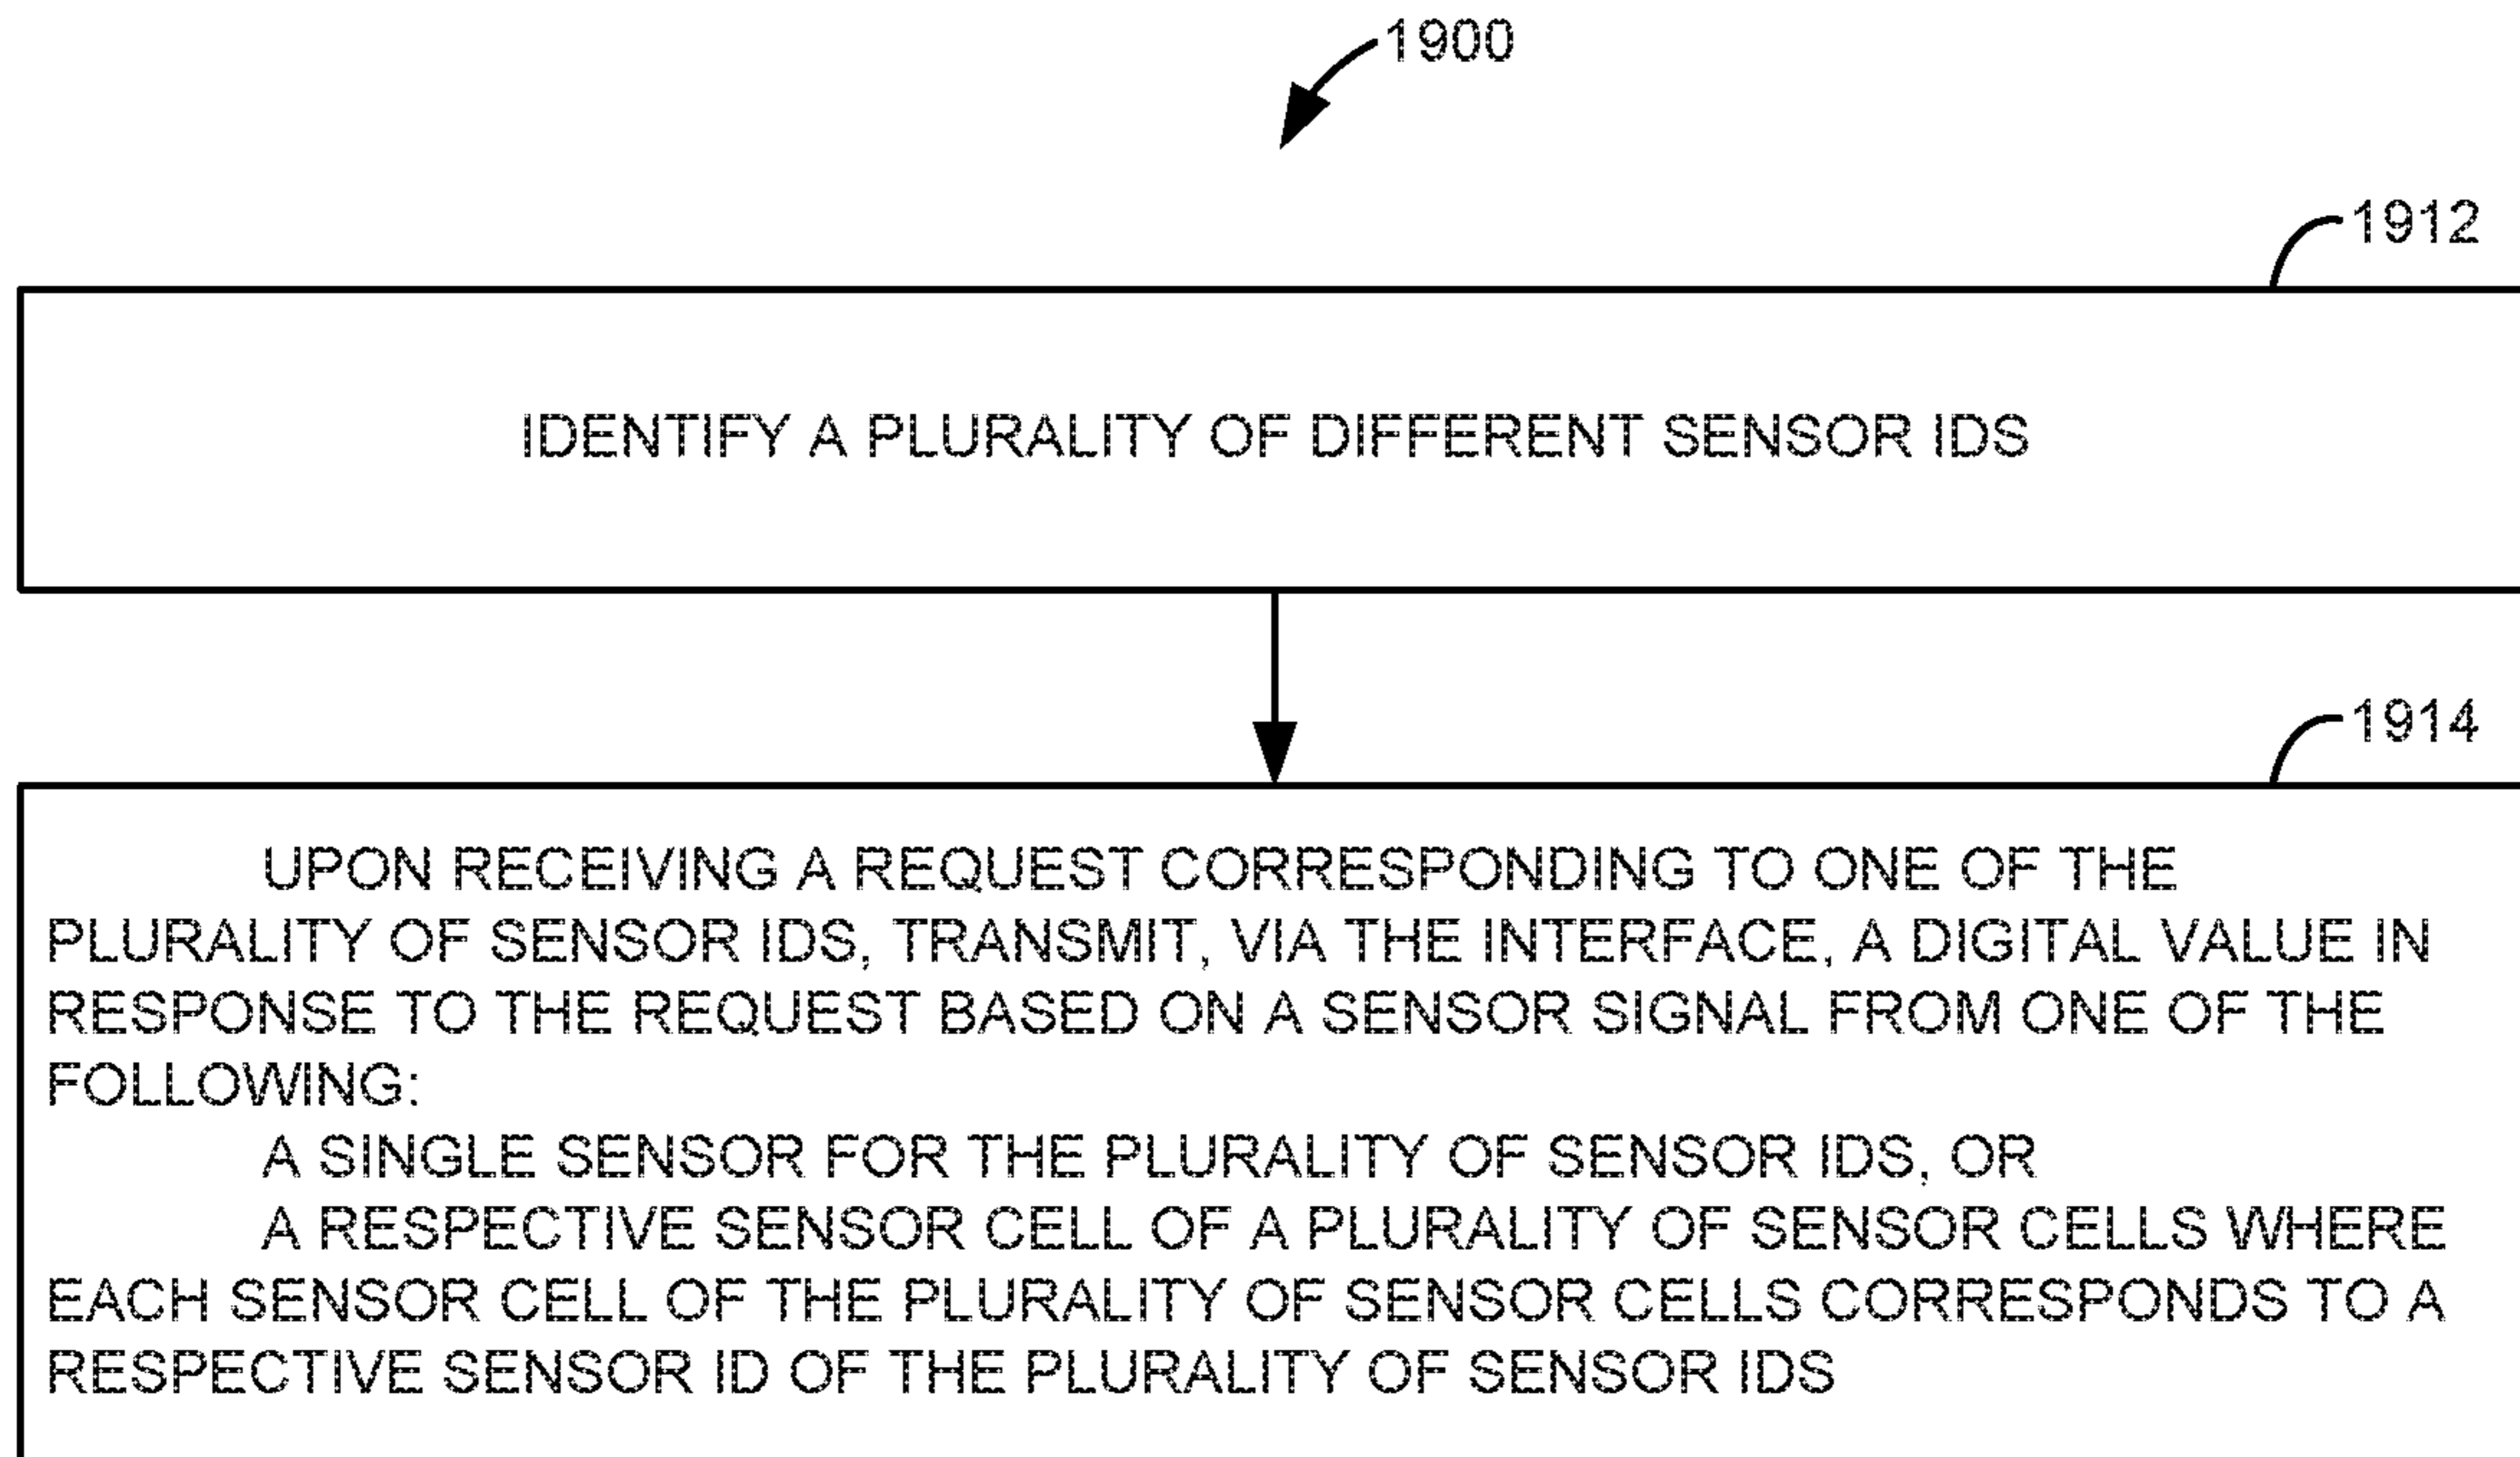 1900
1912
IDENTIFY A PLURALITY OF DIFFERENT SENSOR IDS
1914
UPON RECEIVING A REQUEST CORRESPONDING TO ONE OF THE
PLURALITY OF SENSOR IDS, TRANSMIT, VIA THE INTERFACE, A DIGITAL VALUE IN
RESPONSE TO THE REQUEST BASED ON A SENSOR SIGNAL FROM ONE OF THE
FOLLOWING:
A SINGLE SENSOR FOR THE PLURALITY OF SENSOR IDS, OR
A RESPECTIVE SENSOR CELL OF A PLURALITY OF SENSOR CELLS WHERE
EACH SENSOR CELL OF THE PLURALITY OF SENSOR CELLS CORRESPONDS TO A
RESPECTIVE SENSOR ID OF THE PLURALITY OF SENSOR IDS